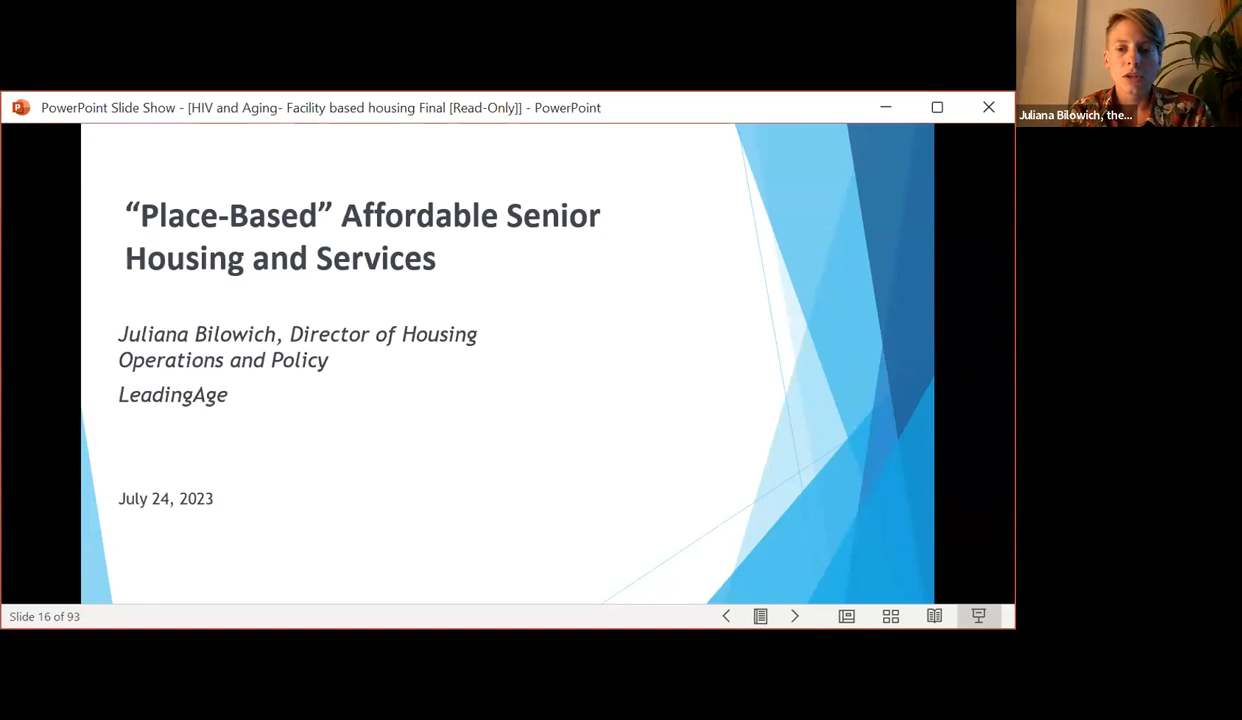 PowerPoint Slide Show - [HIV and Aging- Facility based housing Final [Read-Only]] - PowerPoint
Juliana Bilowich, the...
“Place-Based” Affordable Senior
Housing and Services
Juliana Bilowich, Director of Housing
Operations and Policy
LeadingAge
July 24, 2023
Slide 16 of 93